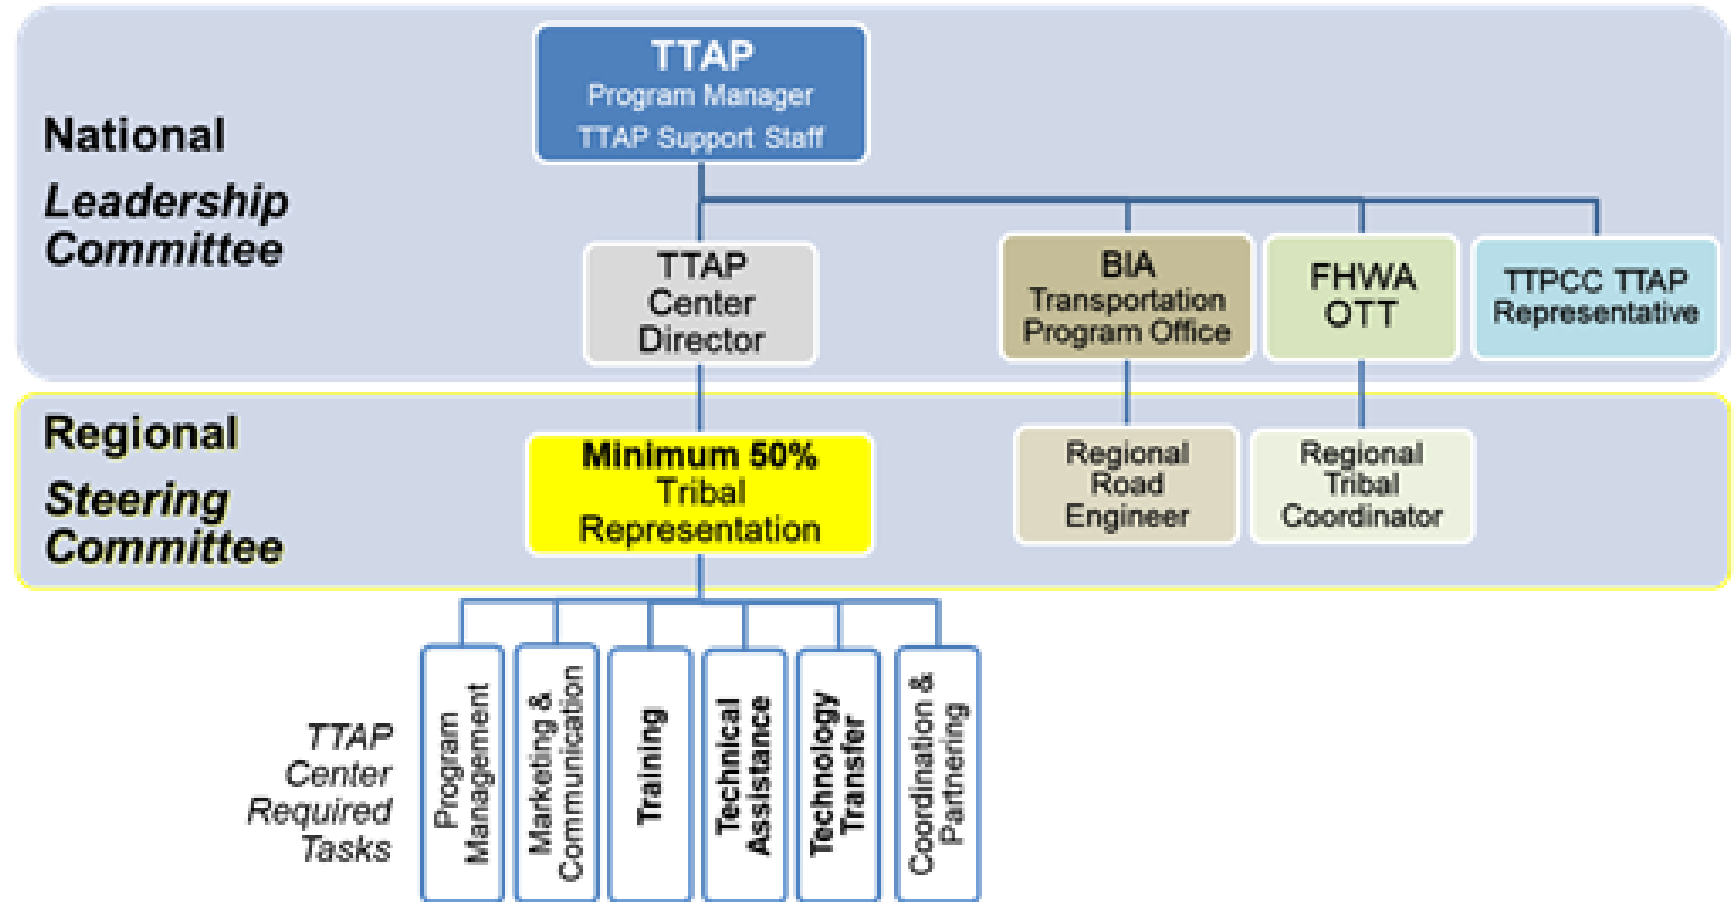 TTAP
Program Manager
TTAP Support Staff
National
Leadership
Committee
TTAP
Center
Director
BIA
Transportation
Program Office
FHWA
OTT
TTPCC TTAP
Representative
Regional
Steering
Committee
Minimum 50%
Tribal
Representation
Regional
Road
Engineer
Regional
Tribal
Coordinator
TTAP
Center
Required
Tasks
Program
Management
Marketing &
Communication
Training
Technical
Assistance
Technology
Transfer
Coordination &
Partnering